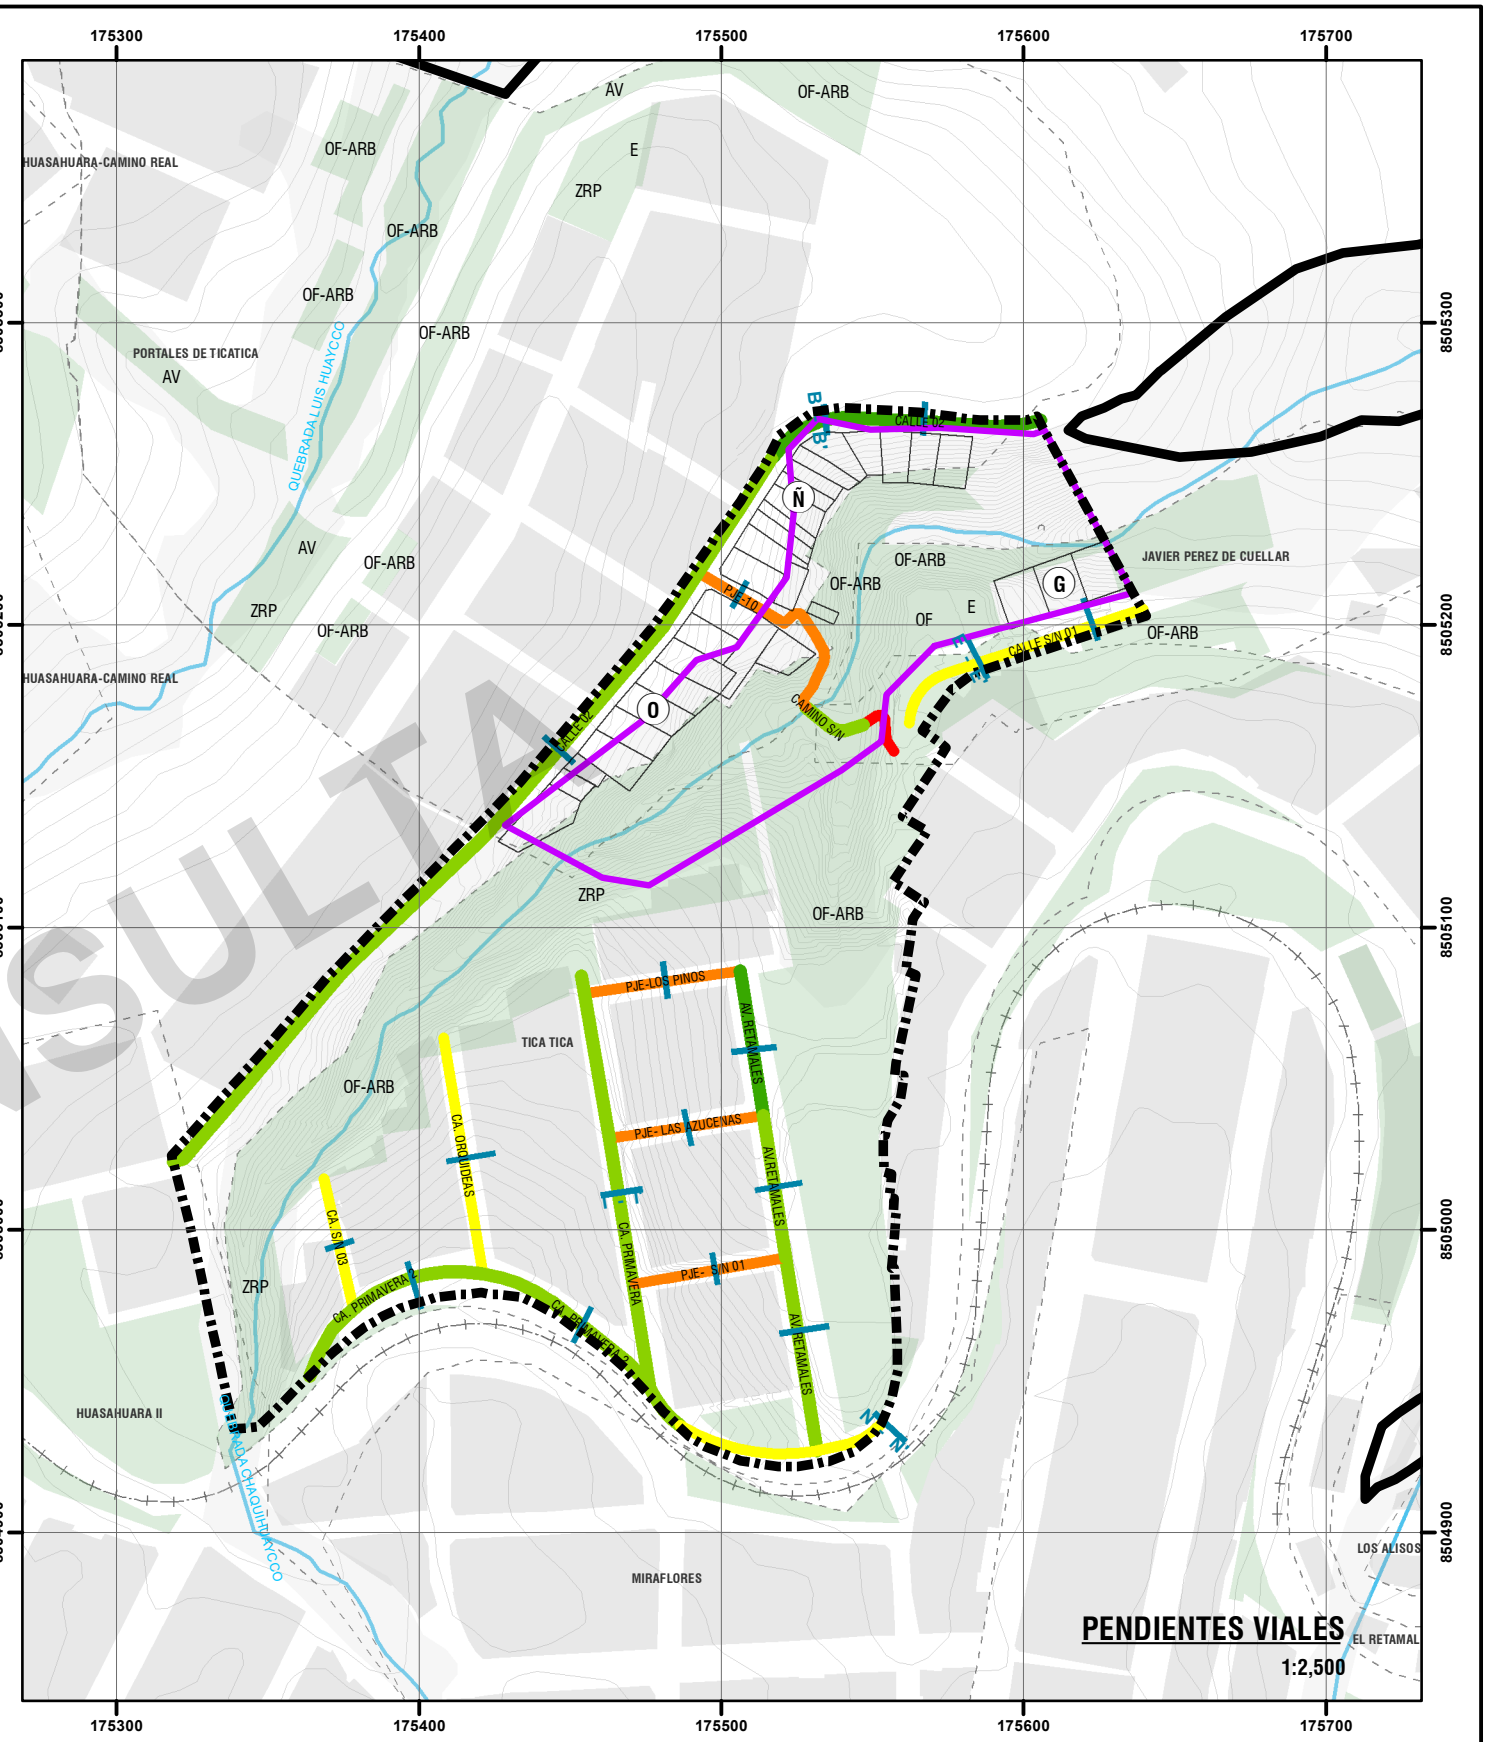 175300 175400 175500 175600 175700
AV
OF-ARB
OF-ARB
E
HUASAHUARA-CAMINO REAL
ZRP
OF-ARB
OF-ARB
8505300
OF-ARB
PORTALES DE TICATICA
AV
QUEBRADA LUIS HUAYCCO
B
B'
CALLE 02
Ñ
AV
OF-ARB
OF-ARB
JAVIER PEREZ DE CUELLAR
OF-ARB
G
PJE-10
ZRP
E
OF
OF-ARB
8505200
OF-ARB
CALLE S/N 01
E
E'
HUASAHUARA-CAMINO REAL
O
CAMINO S/N
CALLE 02
ZRP
OF-ARB
8505100
PJE-LOS PINOS
AV. RETAMALES
TICA TICA
OF-ARB
PJE- LAS AZUCENAS
CA. ORQUIDEAS
AV.RETAMALES
CA. S/N 03
CA. PRIMAVERA
8505000
PJE- S/N 01
ZRP
CA. PRIMAVERA 2
CA. PRIMAVERA 2
AV. RETAMALES
HUASAHUARA II
N
N'
QUEBRADA CHAQUIHUAYCCO
8504900
LOS ALISOS
MIRAFLORES
PENDIENTES VIALES
EL RETAMAL
1:2,500
175300 175400 175500 175600 175700